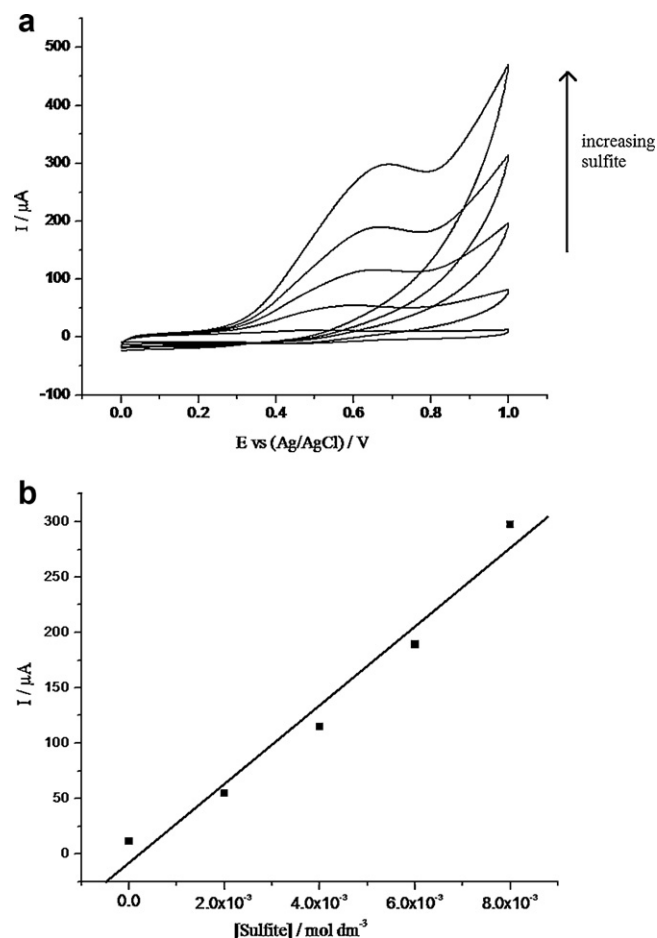 a
500
400
300
200
100
0
-100
I / μA
0.0 0.2 0.4 0.6 0.8 1.0
E vs (Ag/AgCl) / V
increasing
sulfite
b
300
250
200
150
100
50
0
I / μA
0.0 2.0x10⁻³ 4.0x10⁻³ 6.0x10⁻³ 8.0x10⁻³
[Sulfite] / mol dm⁻³